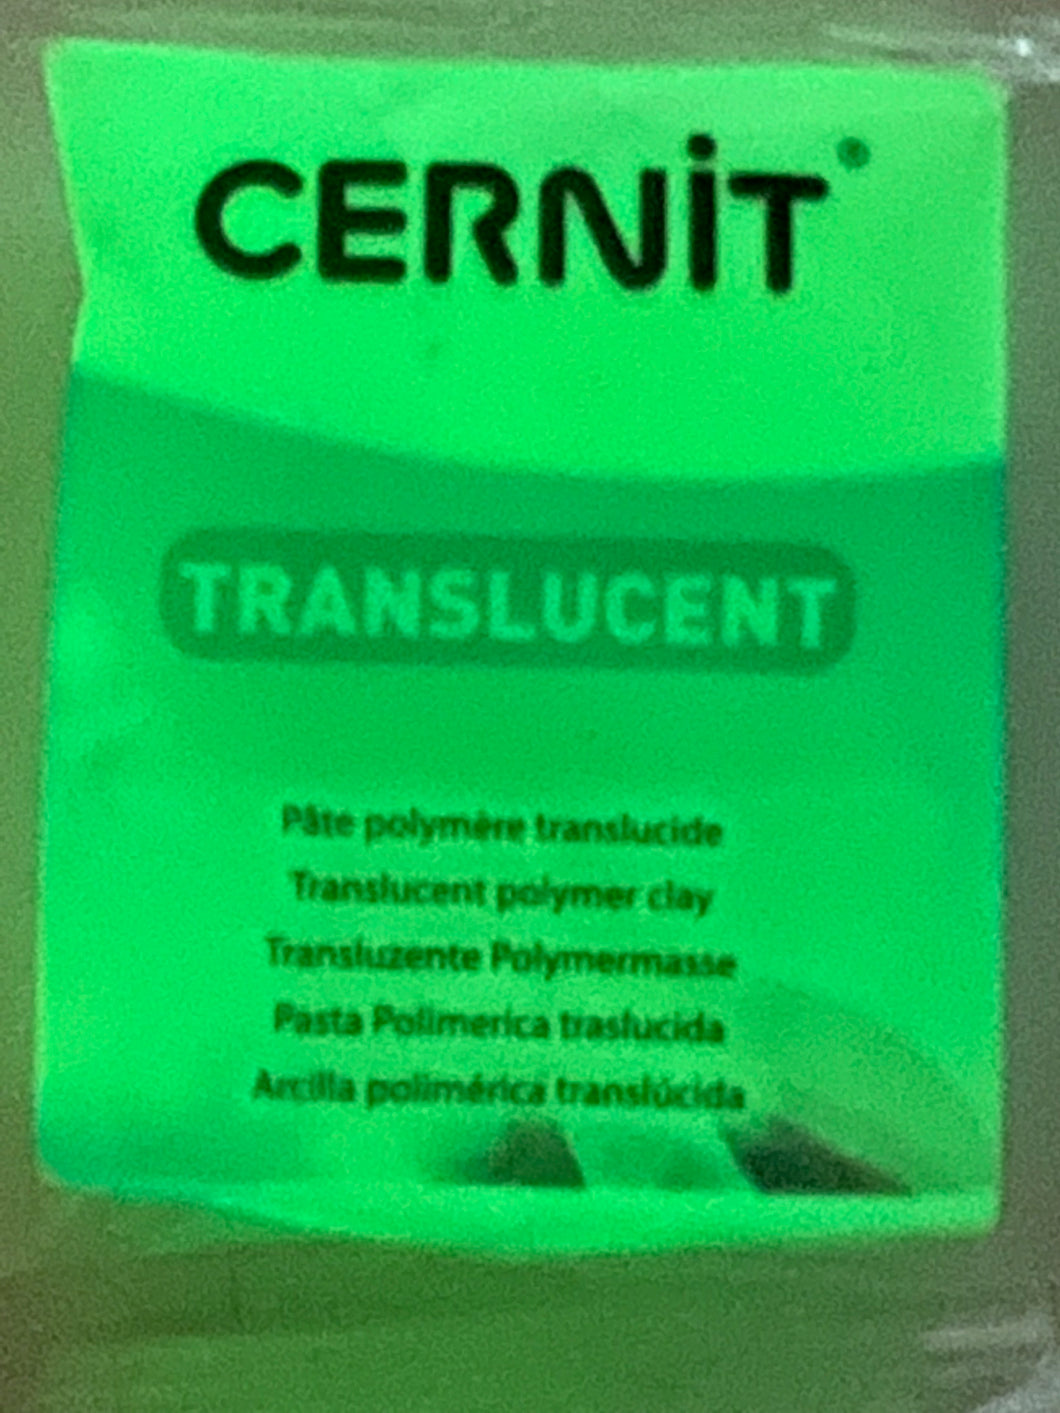 CERNiT
TRANSLUCENT
Pâte polymère translucide
Translucent polymer clay
Transluzente Polymermasse
Pasta Polimerica traslucida
Arcilla polimérica translúcida